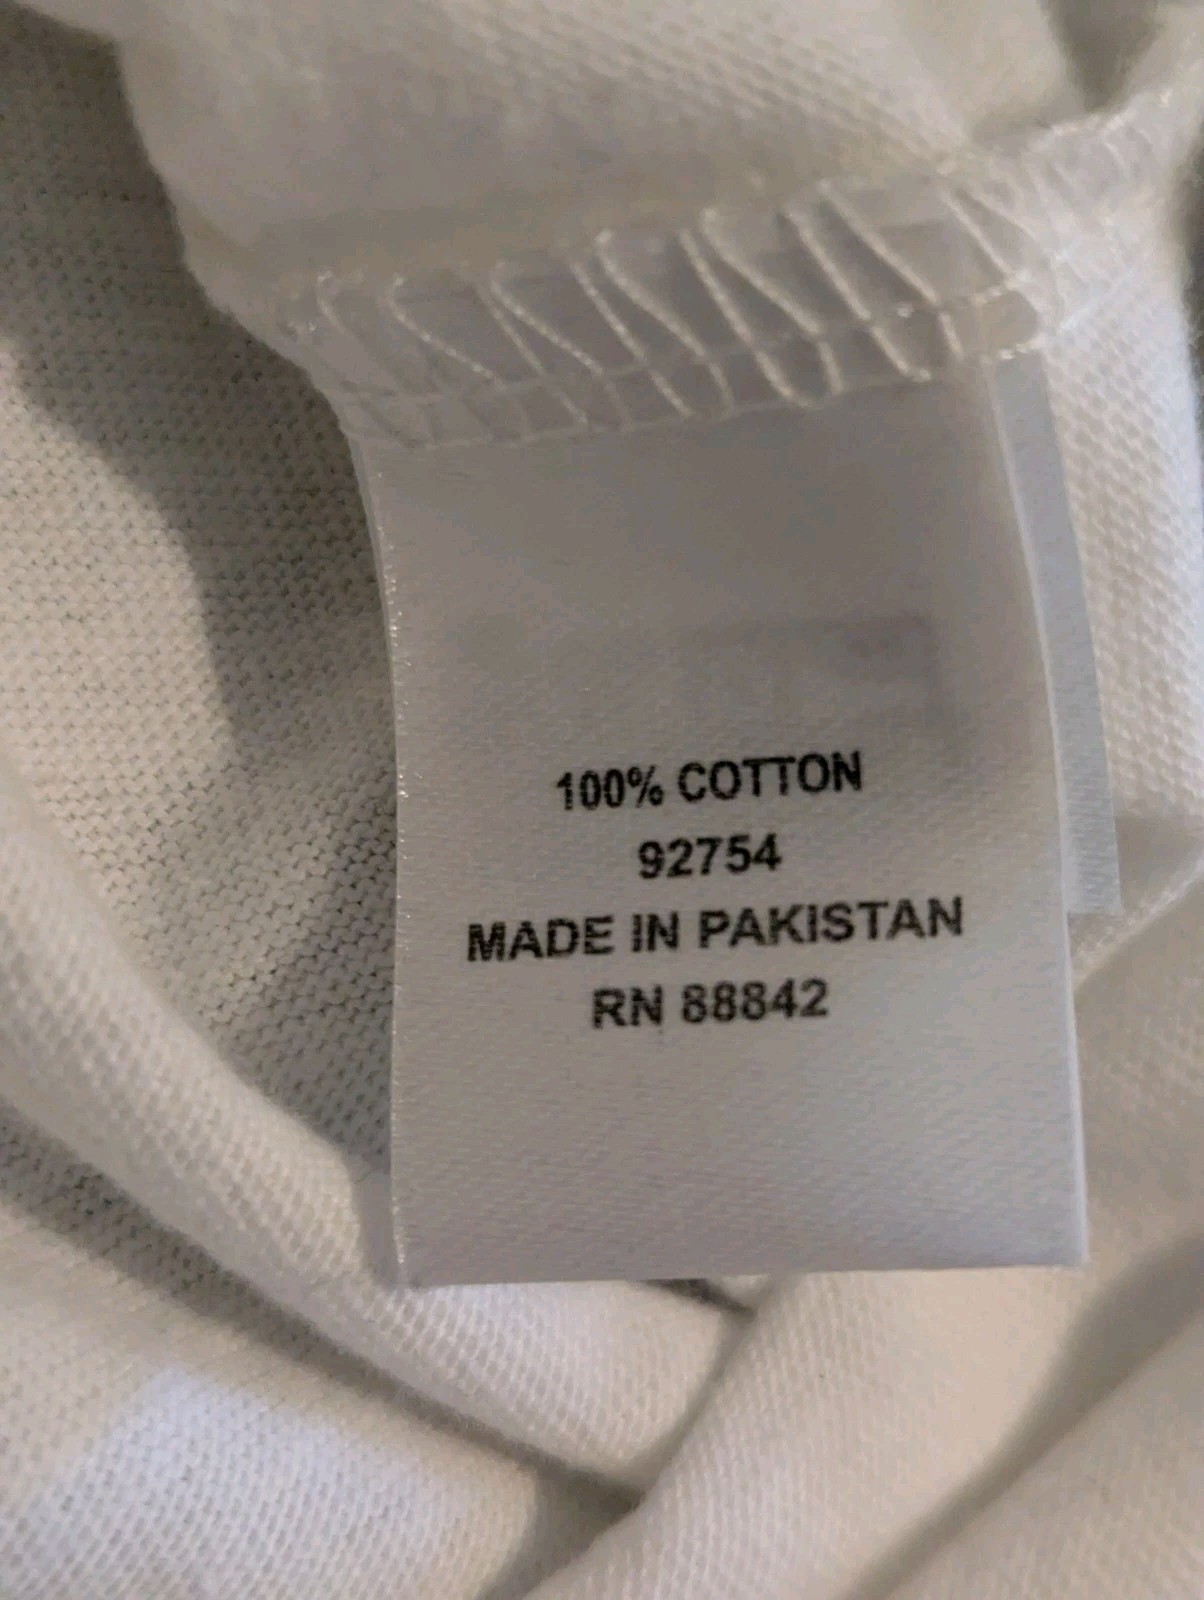 100% COTTON
92754
MADE IN PAKISTAN
RN 88842